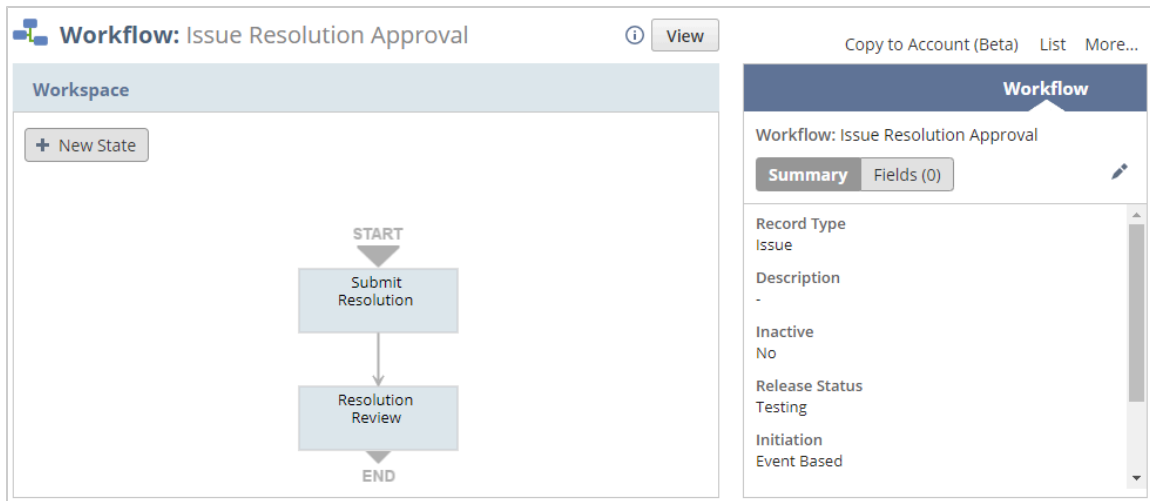 Workflow: Issue Resolution Approval
View
Copy to Account (Beta) List More...
Workspace
+ New State
START
Submit
Resolution
Resolution
Review
END
Workflow
Workflow: Issue Resolution Approval
Summary
Fields (0)
Record Type
Issue
Description
-
Inactive
No
Release Status
Testing
Initiation
Event Based